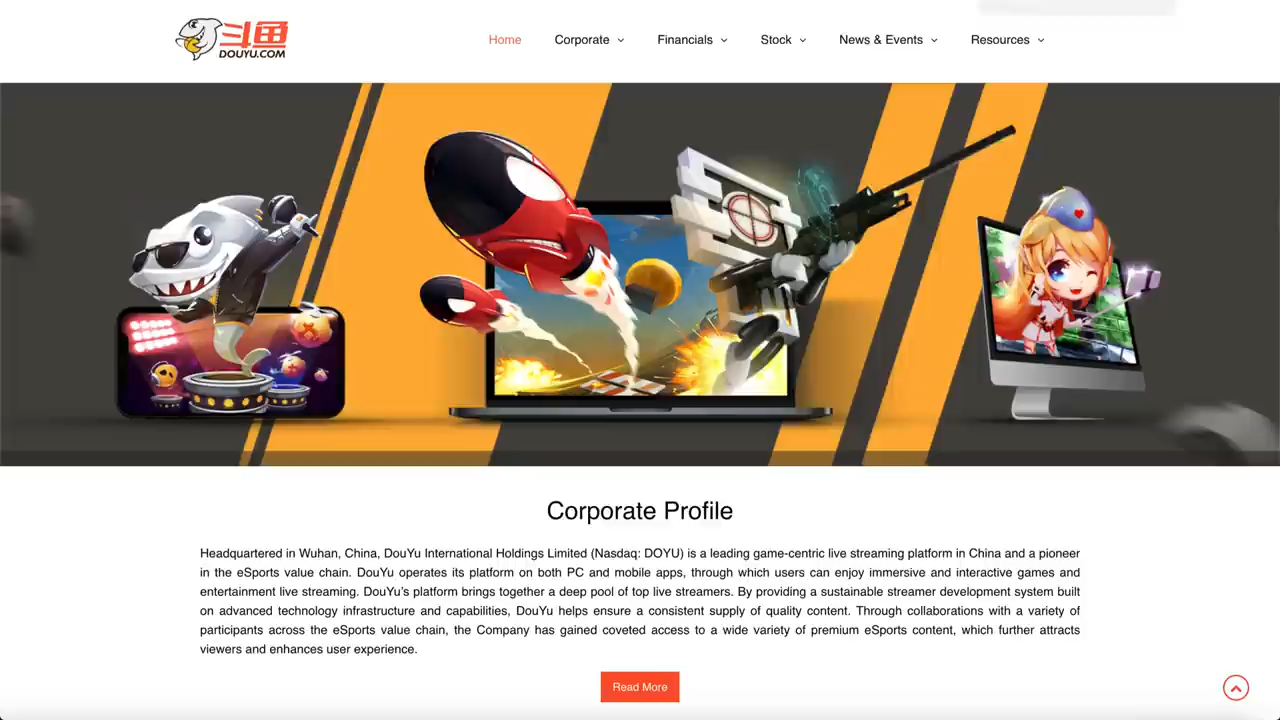 斗鱼
DOUYU.COM
Home Corporate Financials Stock News & Events Resources
Corporate Profile
Headquartered in Wuhan, China, DouYu International Holdings Limited (Nasdaq: DOYU) is a leading game-centric live streaming platform in China and a pioneer
in the eSports value chain. DouYu operates its platform on both PC and mobile apps, through which users can enjoy immersive and interactive games and
entertainment live streaming. DouYu’s platform brings together a deep pool of top live streamers. By providing a sustainable streamer development system built
on advanced technology infrastructure and capabilities, DouYu helps ensure a consistent supply of quality content. Through collaborations with a variety of
participants across the eSports value chain, the Company has gained coveted access to a wide variety of premium eSports content, which further attracts
viewers and enhances user experience.
Read More